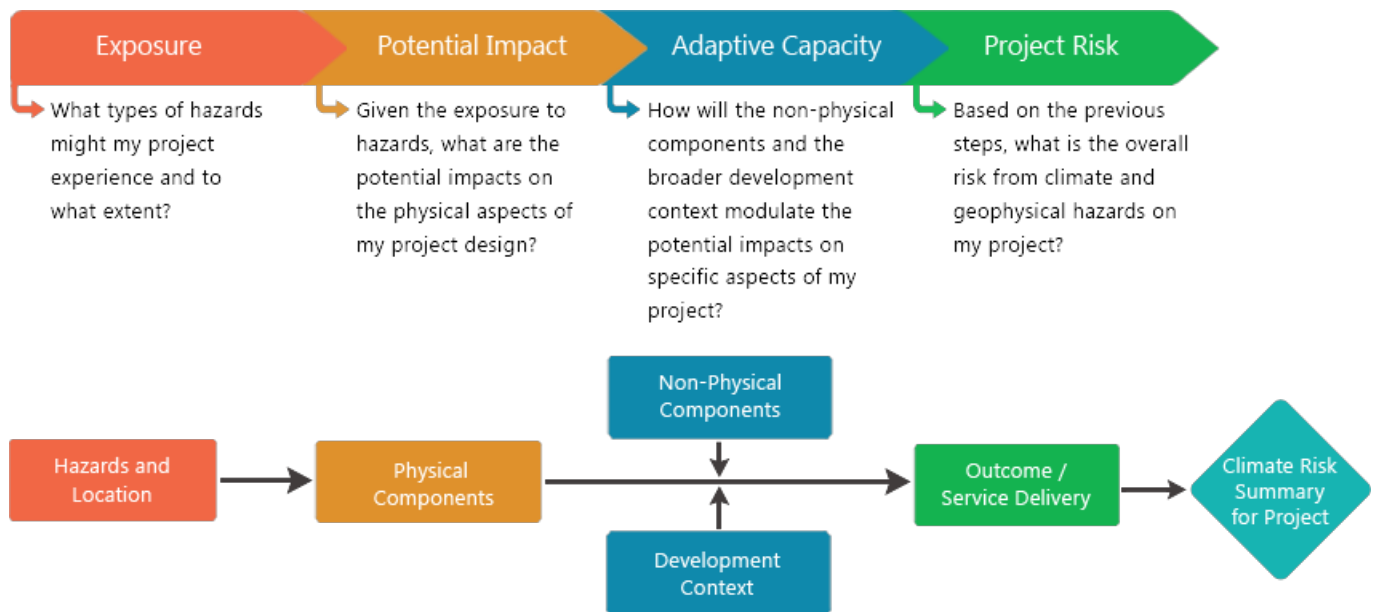 Exposure
Potential Impact
Adaptive Capacity
Project Risk
What types of hazards
might my project
experience and to
what extent?
Given the exposure to
hazards, what are the
potential impacts on
the physical aspects of
my project design?
How will the non-physical
components and the
broader development
context modulate the
potential impacts on
specific aspects of my
project?
Based on the previous
steps, what is the overall
risk from climate and
geophysical hazards on
my project?
Hazards and
Location
Physical
Components
Non-Physical
Components
Development
Context
Outcome /
Service Delivery
Climate Risk
Summary
for Project